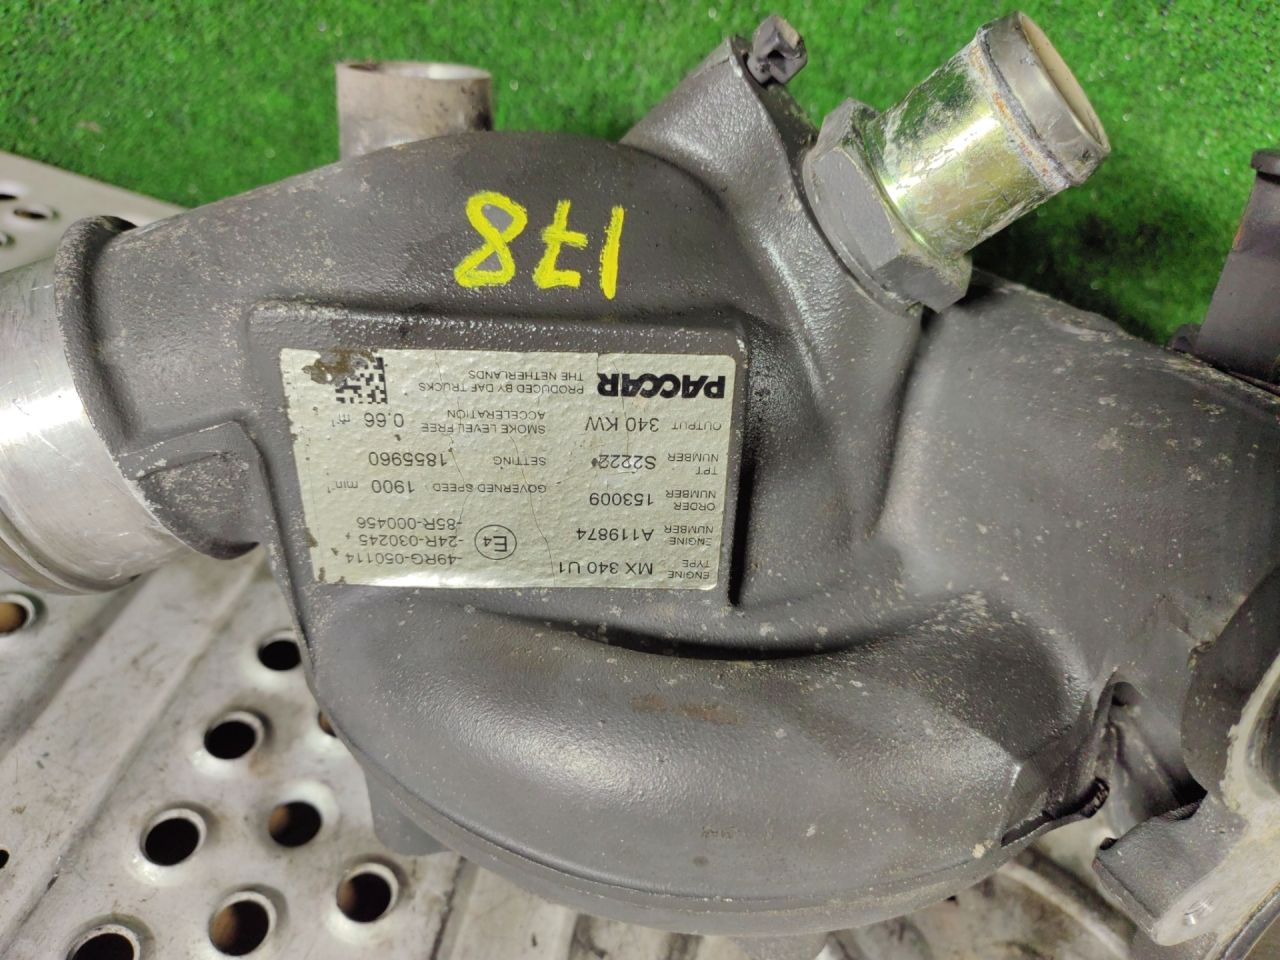 178
PACCAR
PRODUCED BY DAF TRUCKS
THE NETHERLANDS
OUTPUT 340 KW
SMOKE LEVEL FREE ACCELERATION 0.66 m⁻¹
TPT NUMBER S2222
SETTING 1855960
ORDER NUMBER 153009
GOVERNED SPEED 1900 min⁻¹
ENGINE NUMBER A119874
E4
-85R-000456
-24R-030245
-49RG-050114
ENGINE TYPE MX 340 U1